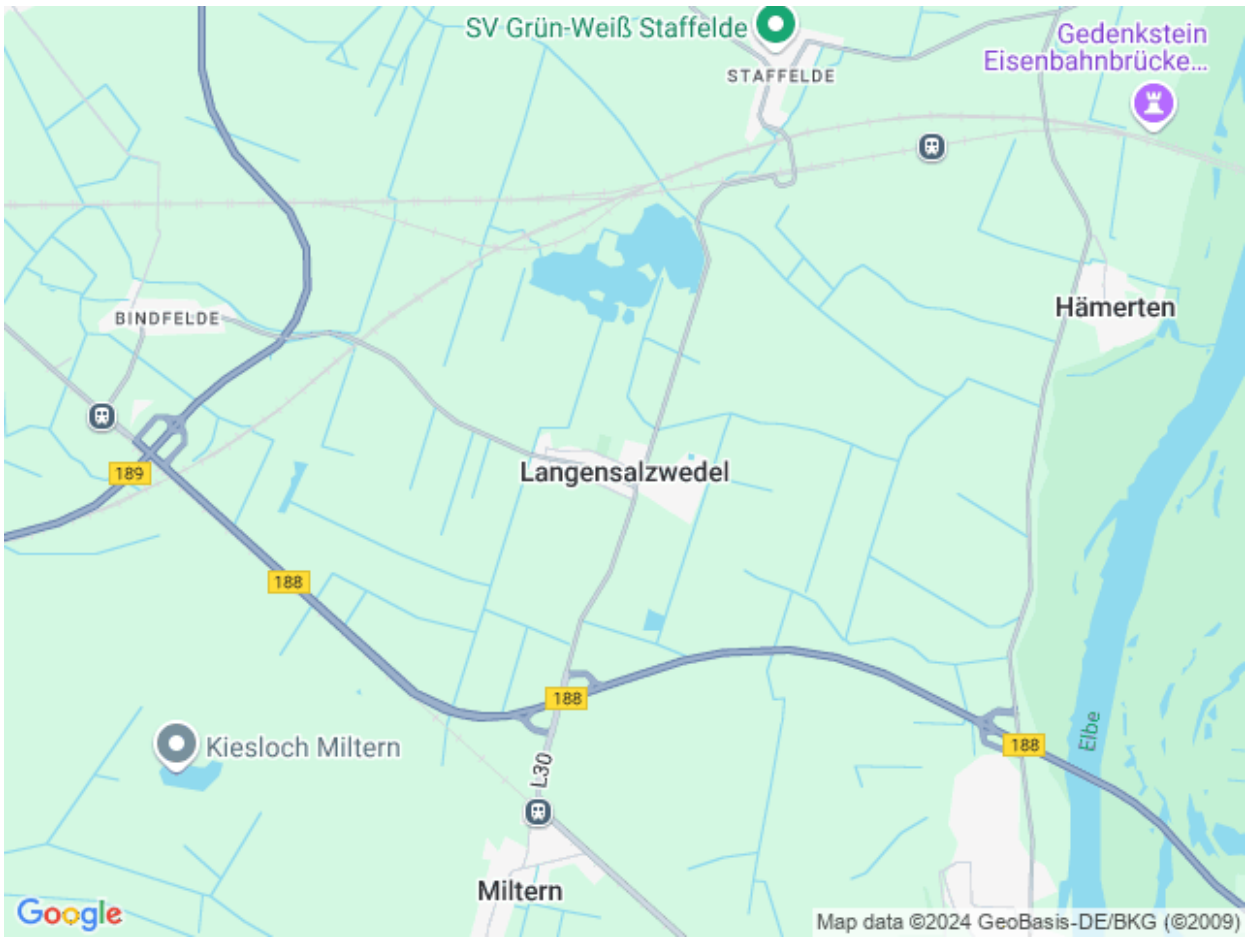 SV Grün-Weiß Staffelde
Gedenkstein
Eisenbahnbrücke...
STAFFELDE
BINDFELDE
Hämerten
189
Langensalzwedel
188
188
Elbe
188
Kiesloch Miltern
L30
Miltern
Google
Map data ©2024 GeoBasis-DE/BKG (©2009)